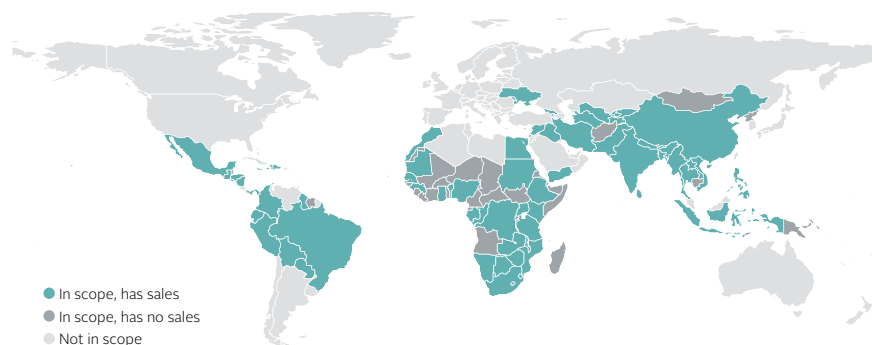 In scope, has sales
In scope, has no sales
Not in scope